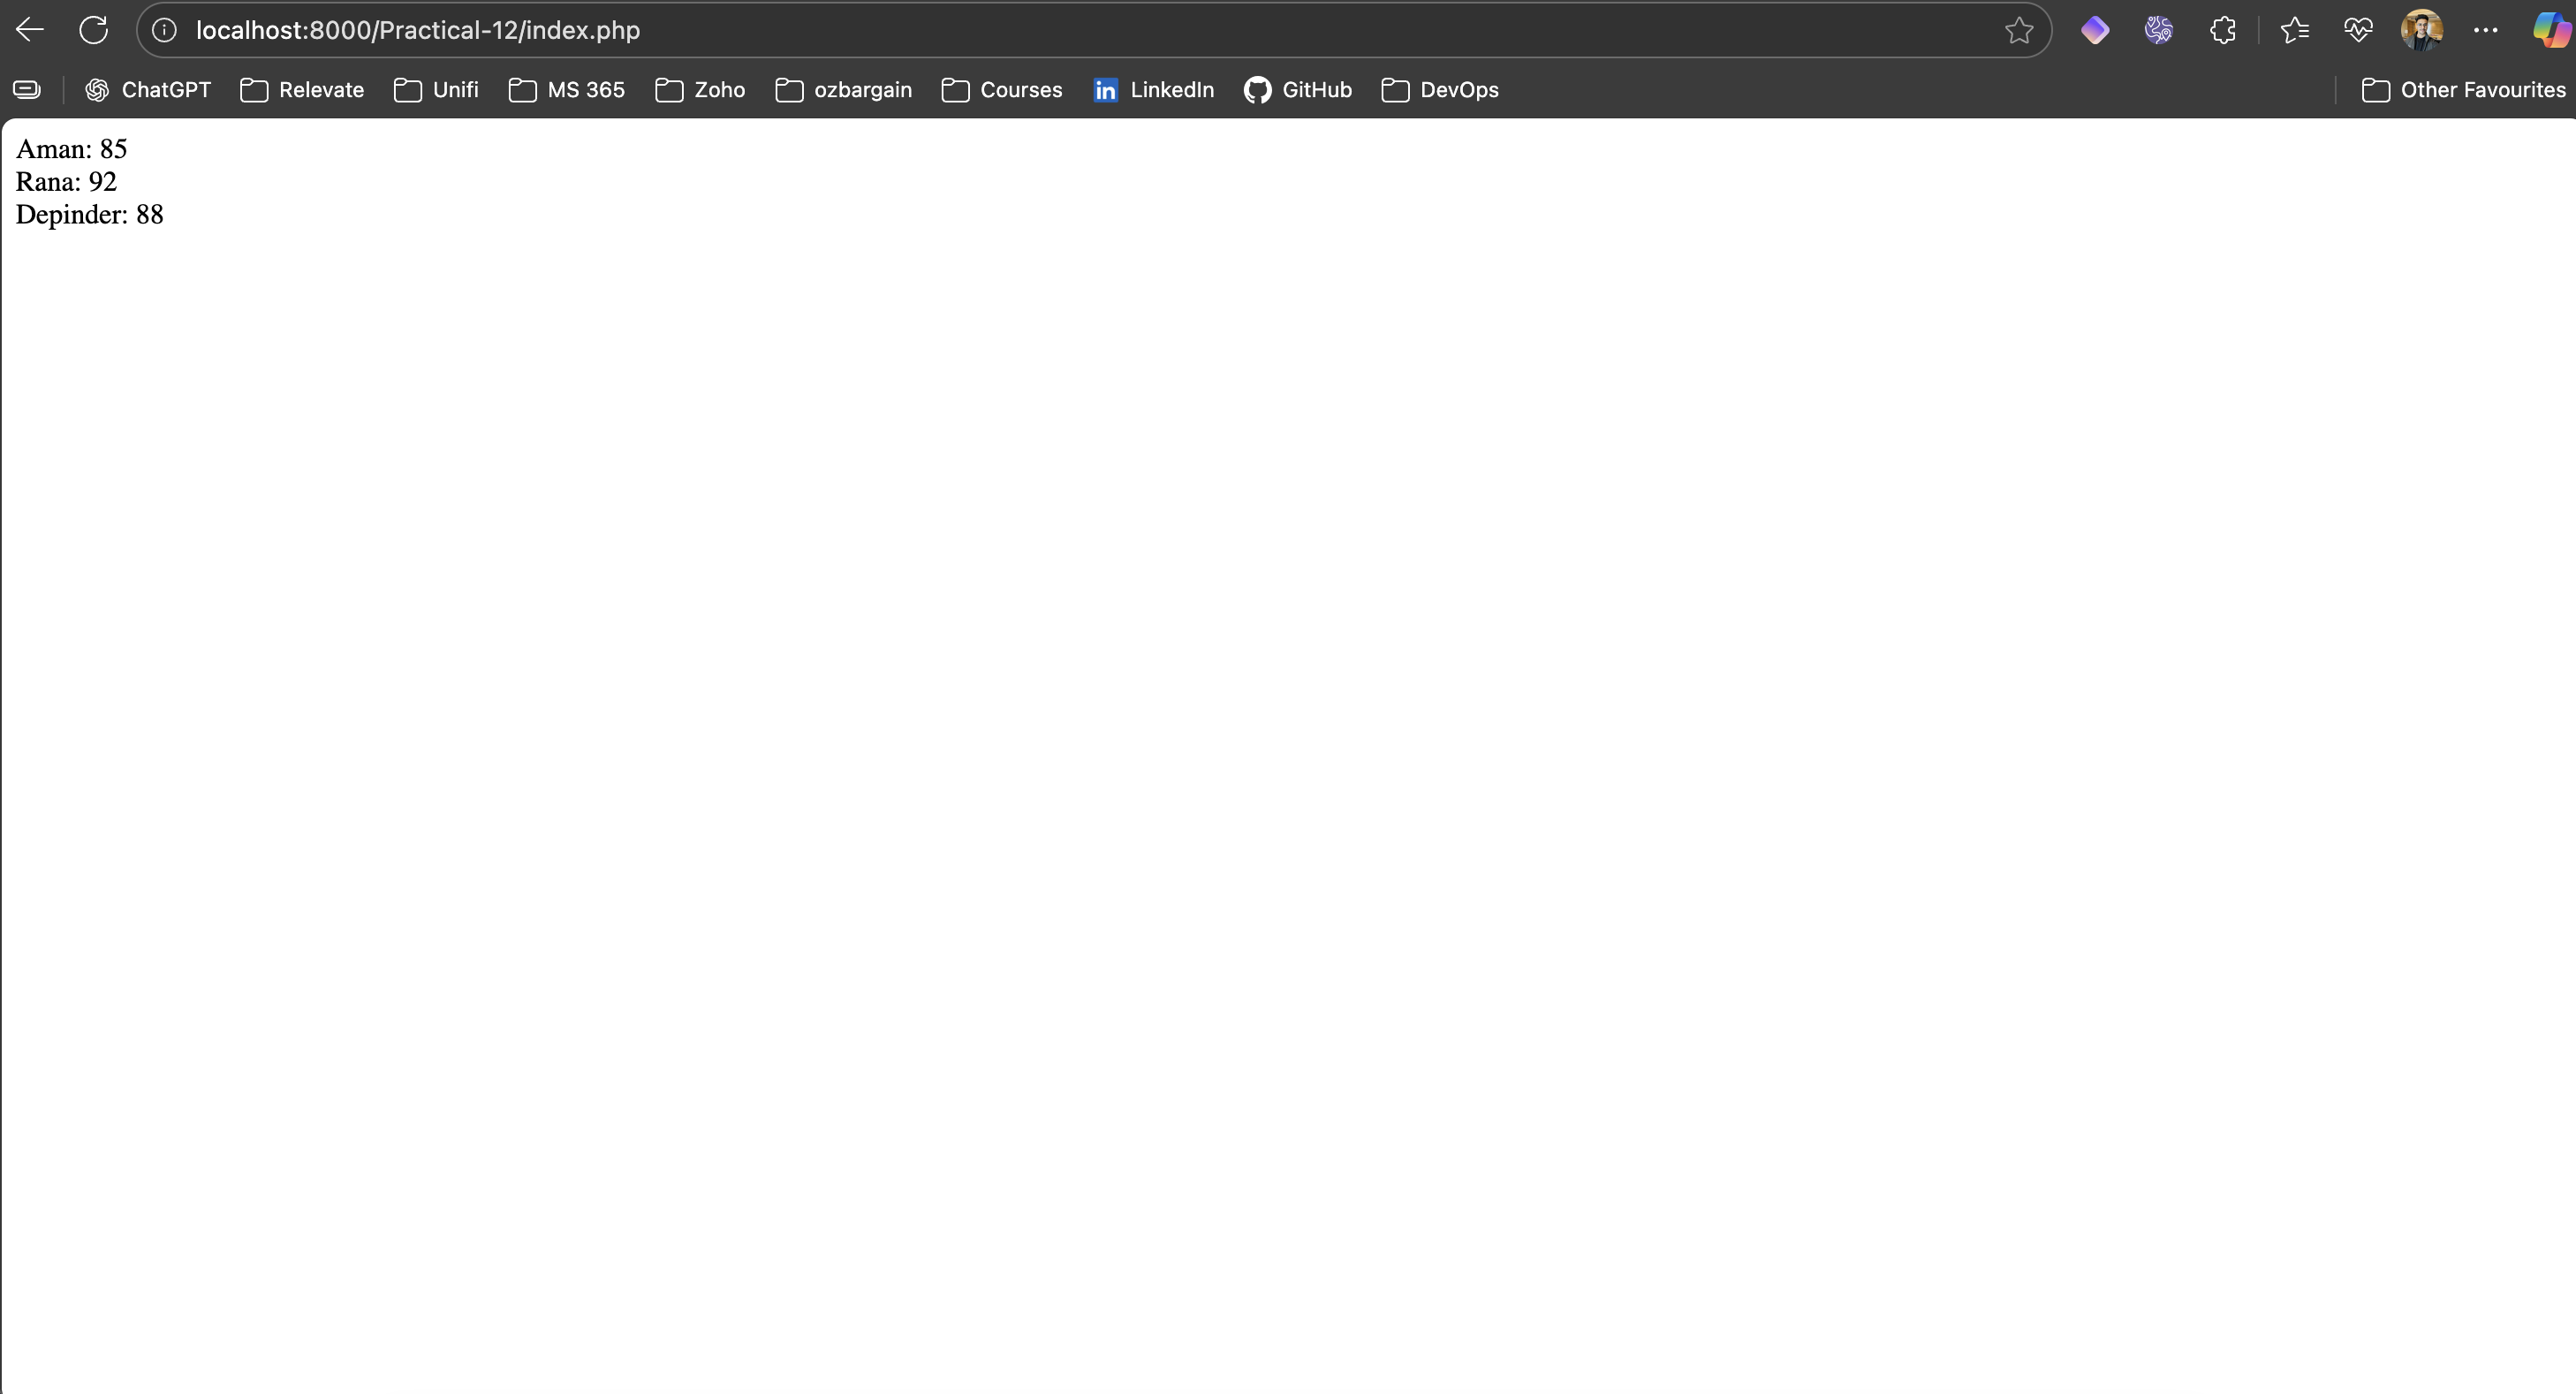 localhost:8000/Practical-12/index.php
ChatGPT Relevate Unifi MS 365 Zoho ozbargain Courses LinkedIn GitHub DevOps Other Favourites
Aman: 85
Rana: 92
Depinder: 88